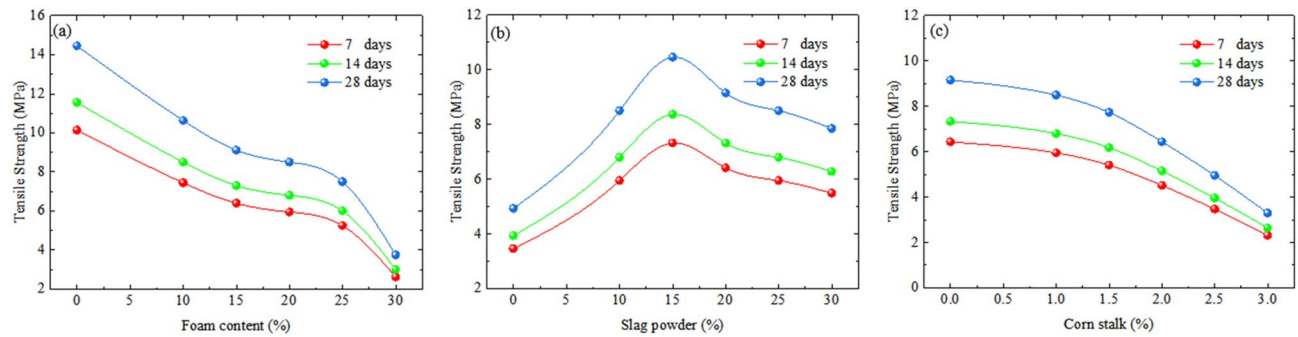 (a)
7 days
14 days
28 days
16
14
12
10
8
6
4
2
Tensile Strength (MPa)
0 5 10 15 20 25 30
Foam content (%)
(b)
7 days
14 days
28 days
12
10
8
6
4
2
Tensile Strength (MPa)
0 5 10 15 20 25 30
Slag powder (%)
(c)
7 days
14 days
28 days
12
10
8
6
4
2
0
Tensile Strength (MPa)
0.0 0.5 1.0 1.5 2.0 2.5 3.0
Corn stalk (%)